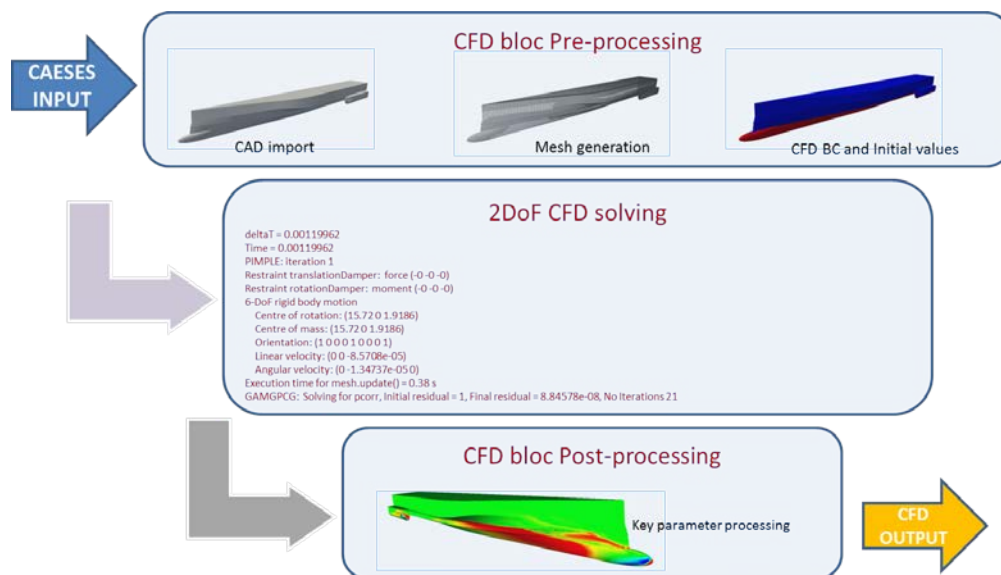 CAESES
INPUT
CFD bloc Pre-processing
CAD import
Mesh generation
CFD BC and Initial values
2DoF CFD solving
deltaT = 0.00119962
Time = 0.00119962
PIMPLE: iteration 1
Restraint translationDamper: force (-0 -0 -0)
Restraint rotationDamper: moment (-0 -0 -0)
6-DoF rigid body motion
Centre of rotation: (15.72 0 1.9186)
Centre of mass: (15.72 0 1.9186)
Orientation: (1 0 0 0 1 0 0 0 1)
Linear velocity: (0 0 -8.5708e-05)
Angular velocity: (0 -1.34737e-05 0)
Execution time for mesh.update() = 0.38 s
GAMGPCG: Solving for pcorr, Initial residual = 1, Final residual = 8.84578e-08, No Iterations 21
CFD bloc Post-processing
Key parameter processing
CFD
OUTPUT